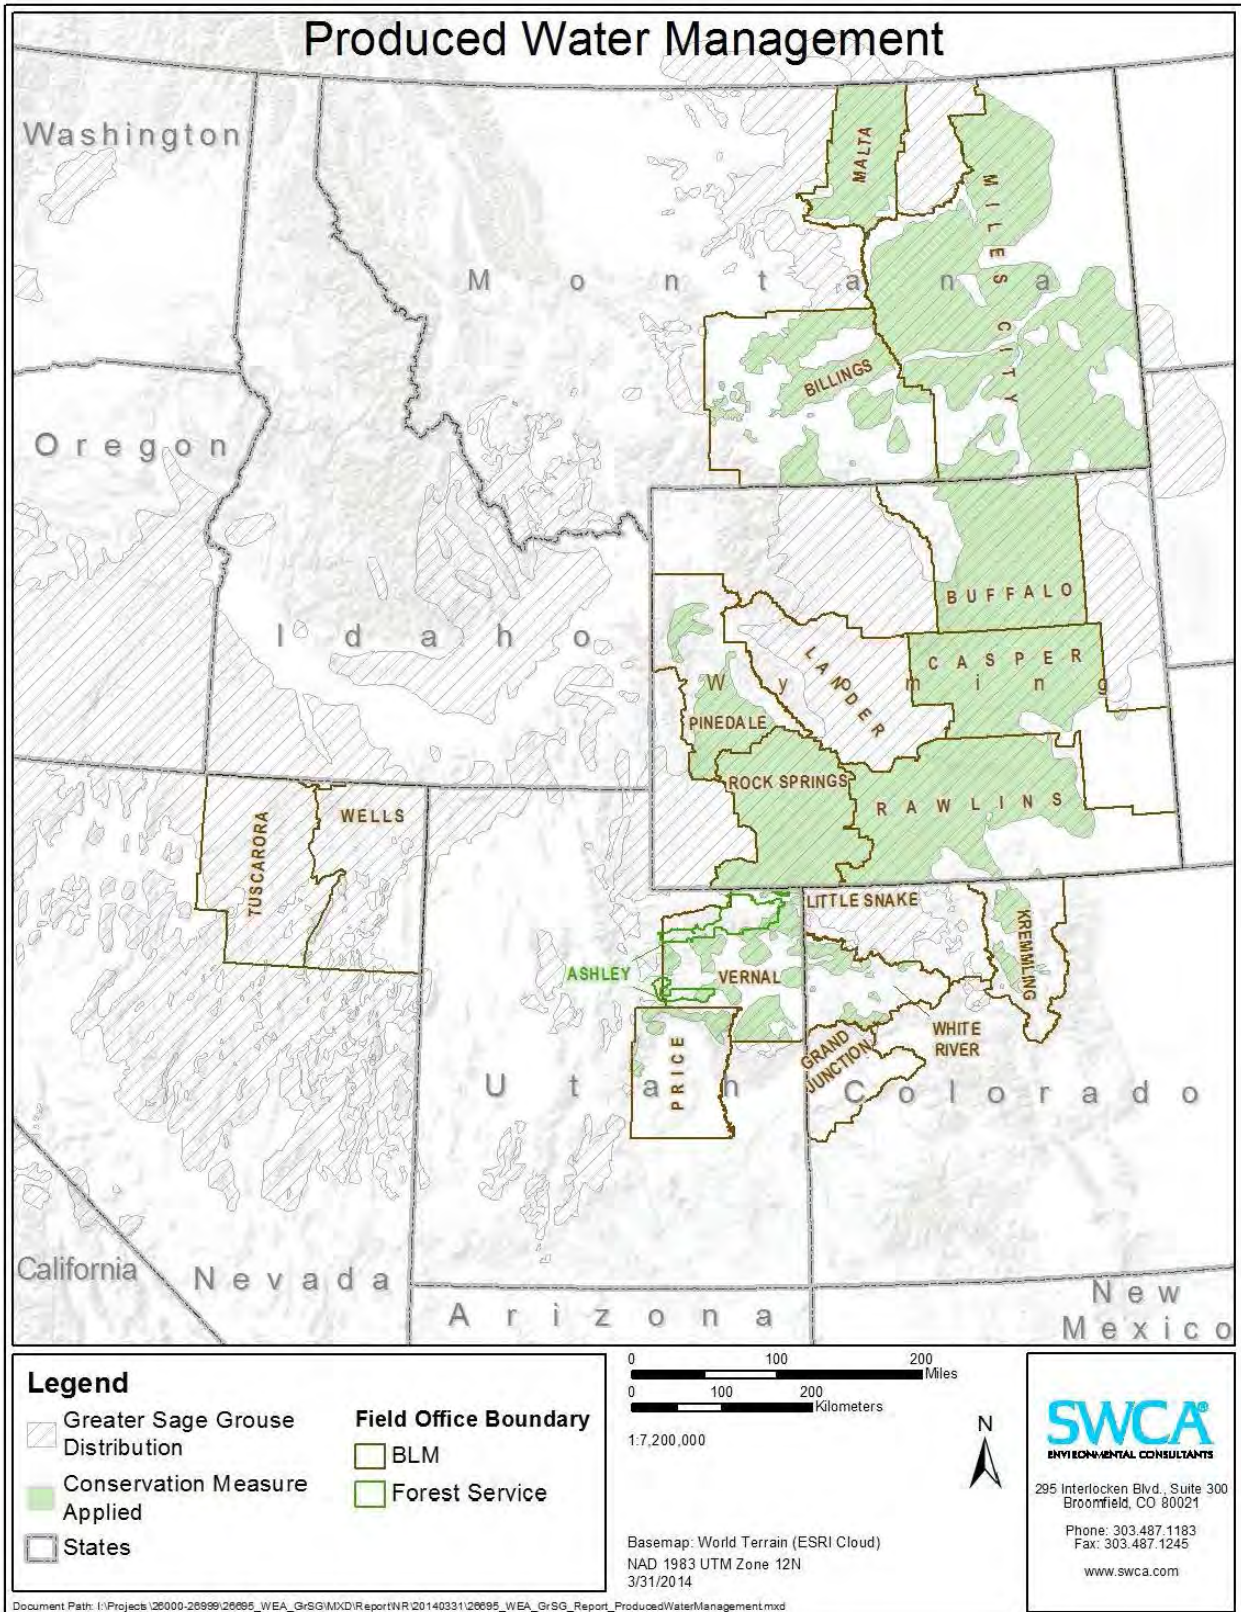 Produced Water Management
Washington
MALTA
MILES CITY
Montana
BILLINGS
Oregon
BUFFALO
Idaho
CASPER
LANDER
Wyoming
PINEDALE
ROCK SPRINGS
RAWLINS
WELLS
TUSCARORA
LITTLE SNAKE
KREMMLING
ASHLEY
VERNAL
WHITE
RIVER
GRAND
JUNCTION
PRICE
Utah
Colorado
California
Nevada
Arizona
New
Mexico
Legend
Greater Sage Grouse
Distribution
Conservation Measure
Applied
States
Field Office Boundary
BLM
Forest Service
0 100 200
Miles
0 100 200
Kilometers
1:7,200,000
N
Basemap: World Terrain (ESRI Cloud)
NAD 1983 UTM Zone 12N
3/31/2014
SWCA®
ENVIRONMENTAL CONSULTANTS
295 Interlocken Blvd., Suite 300
Broomfield, CO 80021
Phone: 303.487.1183
Fax: 303.487.1245
www.swca.com
Document Path: I:\Projects\26000-26999\26695_WEA_GrSG\MXD\Report\NR\20140331\26695_WEA_GrSG_Report_ProducedWaterManagement.mxd